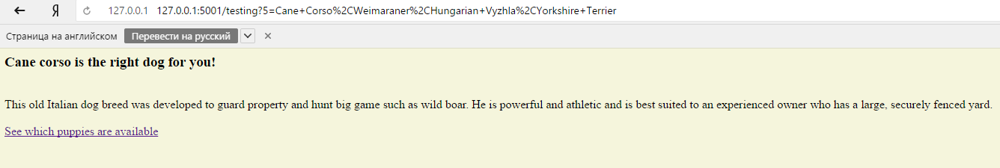 Я 127.0.0.1 127.0.0.1:5001/testing?5=Cane+Corso%2CWeimaraner%2CHungarian+Vyzhla%2CYorkshire+Terrier
Страница на английском Перевести на русский
Cane corso is the right dog for you!
This old Italian dog breed was developed to guard property and hunt big game such as wild boar. He is powerful and athletic and is best suited to an experienced owner who has a large, securely fenced yard.
See which puppies are available